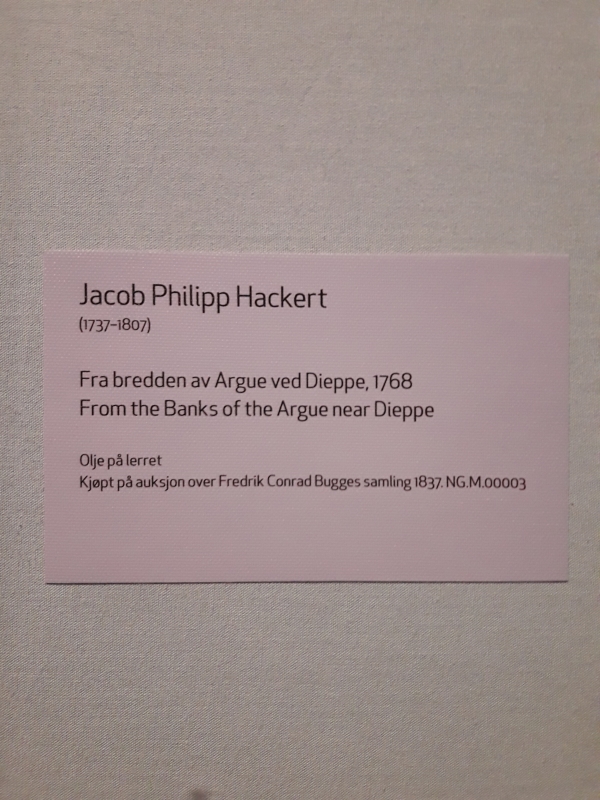 Jacob Philipp Hackert
(1737–1807)
Fra bredden av Argue ved Dieppe, 1768
From the Banks of the Argue near Dieppe
Olje på lerret
Kjøpt på auksjon over Fredrik Conrad Bugges samling 1837. NG.M.00003